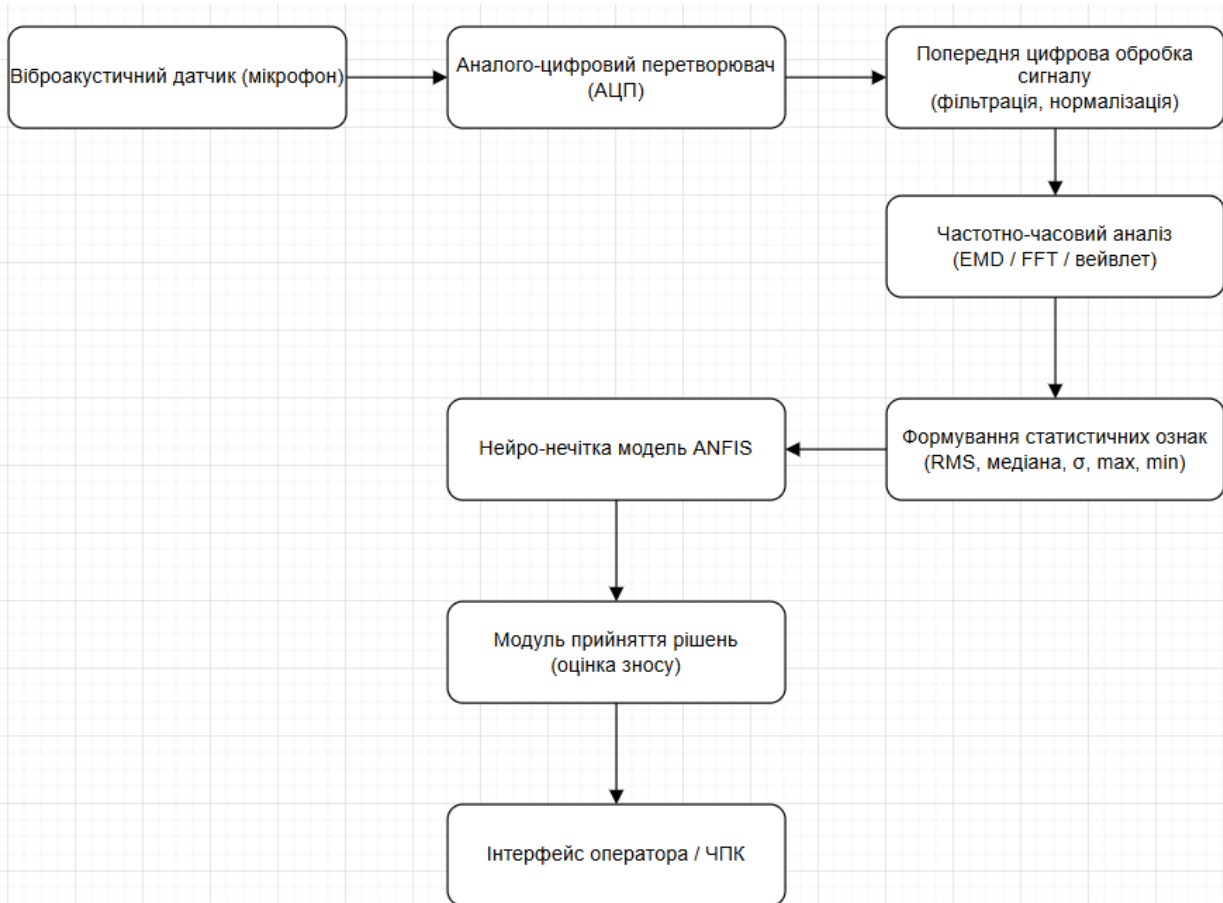 Віброакустичний датчик (мікрофон)
Аналого-цифровий перетворювач
(АЦП)
Попередня цифрова обробка
сигналу
(фільтрація, нормалізація)
Частотно-часовий аналіз
(EMD / FFT / вейвлет)
Формування статистичних ознак
(RMS, медіана, σ, max, min)
Нейро-нечітка модель ANFIS
Модуль прийняття рішень
(оцінка зносу)
Інтерфейс оператора / ЧПК